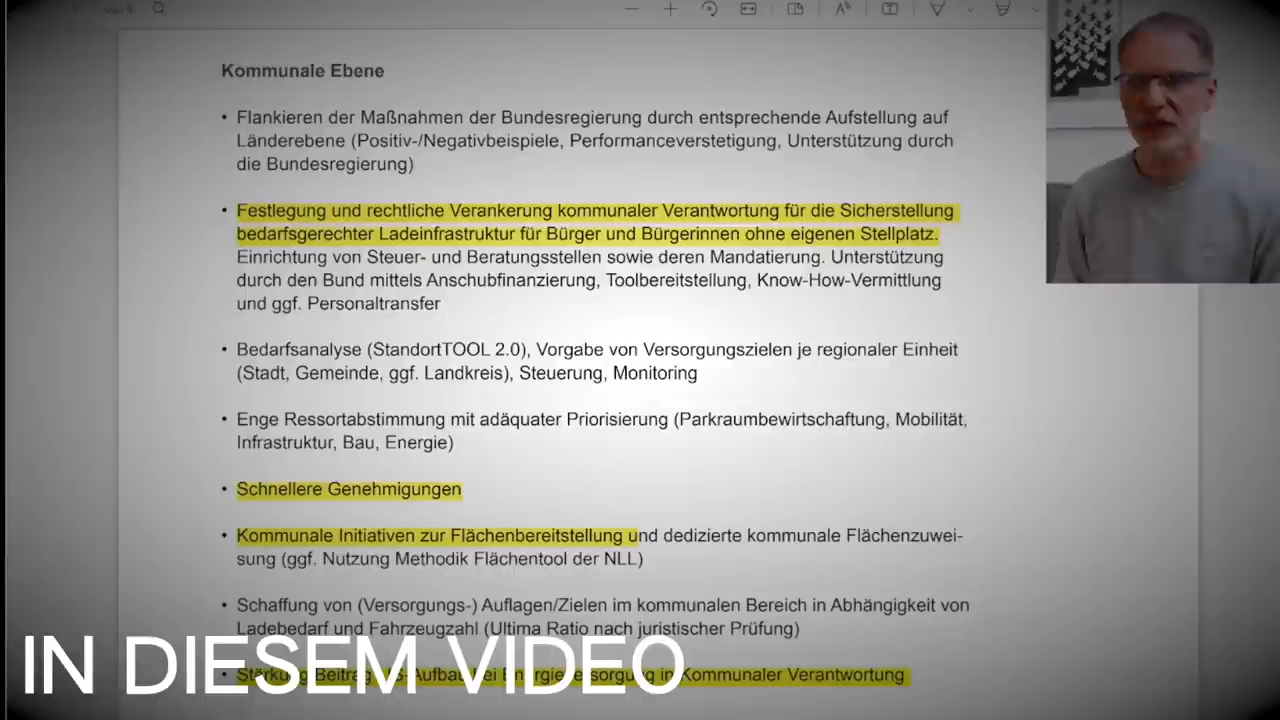 Kommunale Ebene
• Flankieren der Maßnahmen der Bundesregierung durch entsprechende Aufstellung auf
Länderebene (Positiv-/Negativbeispiele, Performanceverstetigung, Unterstützung durch
die Bundesregierung)
• Festlegung und rechtliche Verankerung kommunaler Verantwortung für die Sicherstellung
bedarfsgerechter Ladeinfrastruktur für Bürger und Bürgerinnen ohne eigenen Stellplatz.
Einrichtung von Steuer- und Beratungsstellen sowie deren Mandatierung. Unterstützung
durch den Bund mittels Anschubfinanzierung, Toolbereitstellung, Know-How-Vermittlung
und ggf. Personaltransfer
• Bedarfsanalyse (StandortTOOL 2.0), Vorgabe von Versorgungszielen je regionaler Einheit
(Stadt, Gemeinde, ggf. Landkreis), Steuerung, Monitoring
• Enge Ressortabstimmung mit adäquater Priorisierung (Parkraumbewirtschaftung, Mobilität,
Infrastruktur, Bau, Energie)
• Schnellere Genehmigungen
• Kommunale Initiativen zur Flächenbereitstellung und dedizierte kommunale Flächenzuwei-
sung (ggf. Nutzung Methodik Flächentool der NLL)
• Schaffung von (Versorgungs-) Auflagen/Zielen im kommunalen Bereich in Abhängigkeit von
Ladebedarf und Fahrzeugzahl (Ultima Ratio nach juristischer Prüfung)
• Stärkung Beitrag Aufbau bei Energieversorgung in Kommunaler Verantwortung
IN DIESEM VIDEO